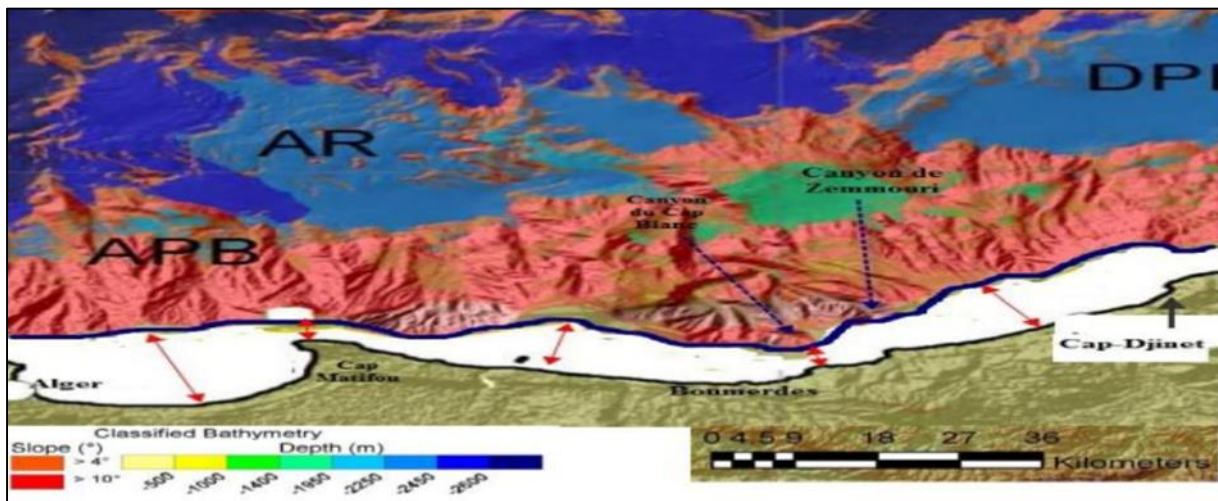 DPI
Canyon de
Zemmouri
AR
Canyon
du Cap
Blanc
APB
Cap-Djinet
Cap
Matifou
Alger
Boumerdes
Classified Bathymetry
Slope (°)
Depth (m)
> 4°
> 10°
-500
-1000
-1400
-1950
-2250
-2450
-2600
0 4,5 9 18 27 36
Kilometers